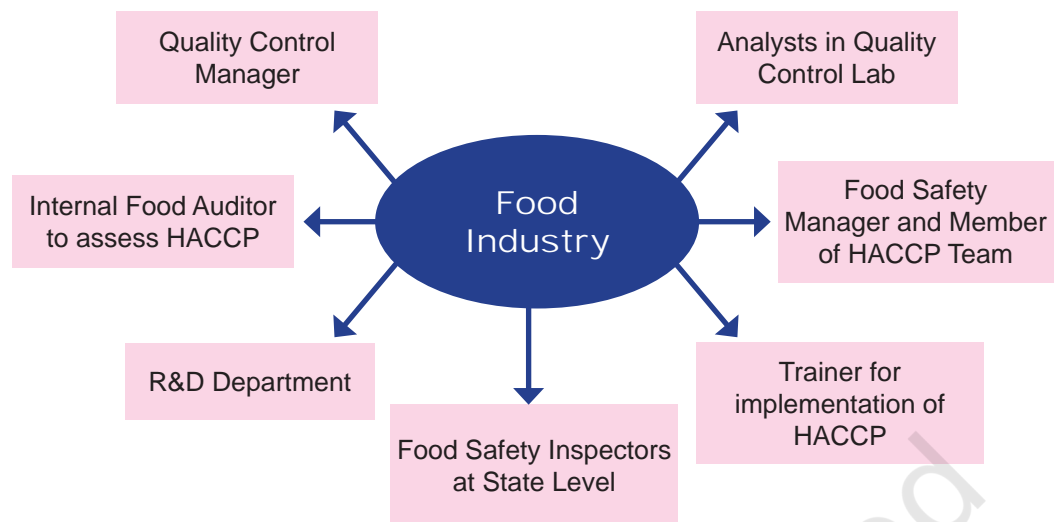 Quality Control
Manager
Analysts in Quality
Control Lab
Internal Food Auditor
to assess HACCP
Food
Industry
Food Safety
Manager and Member
of HACCP Team
R&D Department
Trainer for
implementation of
HACCP
Food Safety Inspectors
at State Level